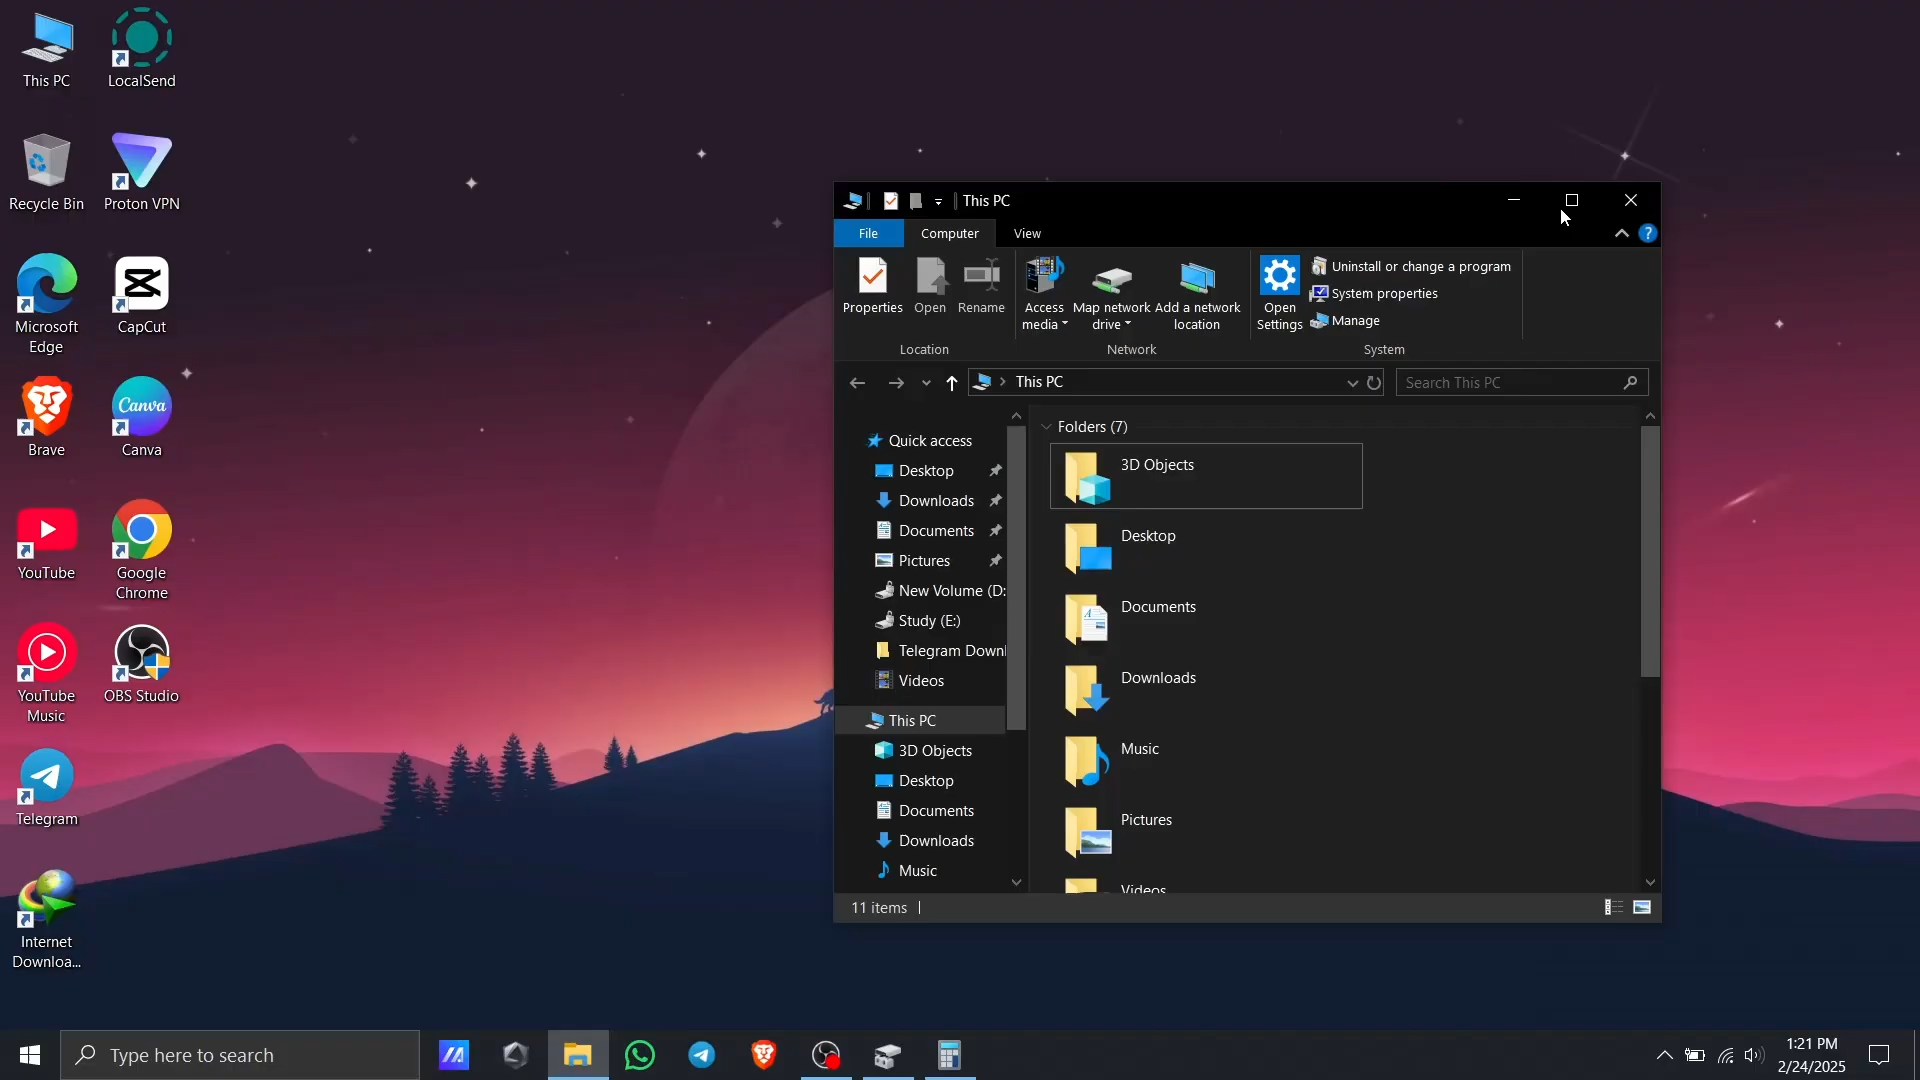 This PC
LocalSend
Recycle Bin
Proton VPN
Microsoft
Edge
CapCut
Brave
Canva
Canva
YouTube
Google
Chrome
YouTube
Music
OBS Studio
Telegram
Internet
Downloa...
This PC
File
Computer
View
Properties
Open
Rename
Access
media
Map network
drive
Add a network
location
Open
Settings
Uninstall or change a program
System properties
Manage
Location
Network
System
This PC
Search This PC
Quick access
Desktop
Downloads
Documents
Pictures
New Volume (D:
Study (E:)
Telegram Downl
Videos
This PC
3D Objects
Desktop
Documents
Downloads
Music
Folders (7)
3D Objects
Desktop
Documents
Downloads
Music
Pictures
Videos
11 items
Type here to search
1:21 PM
2/24/2025